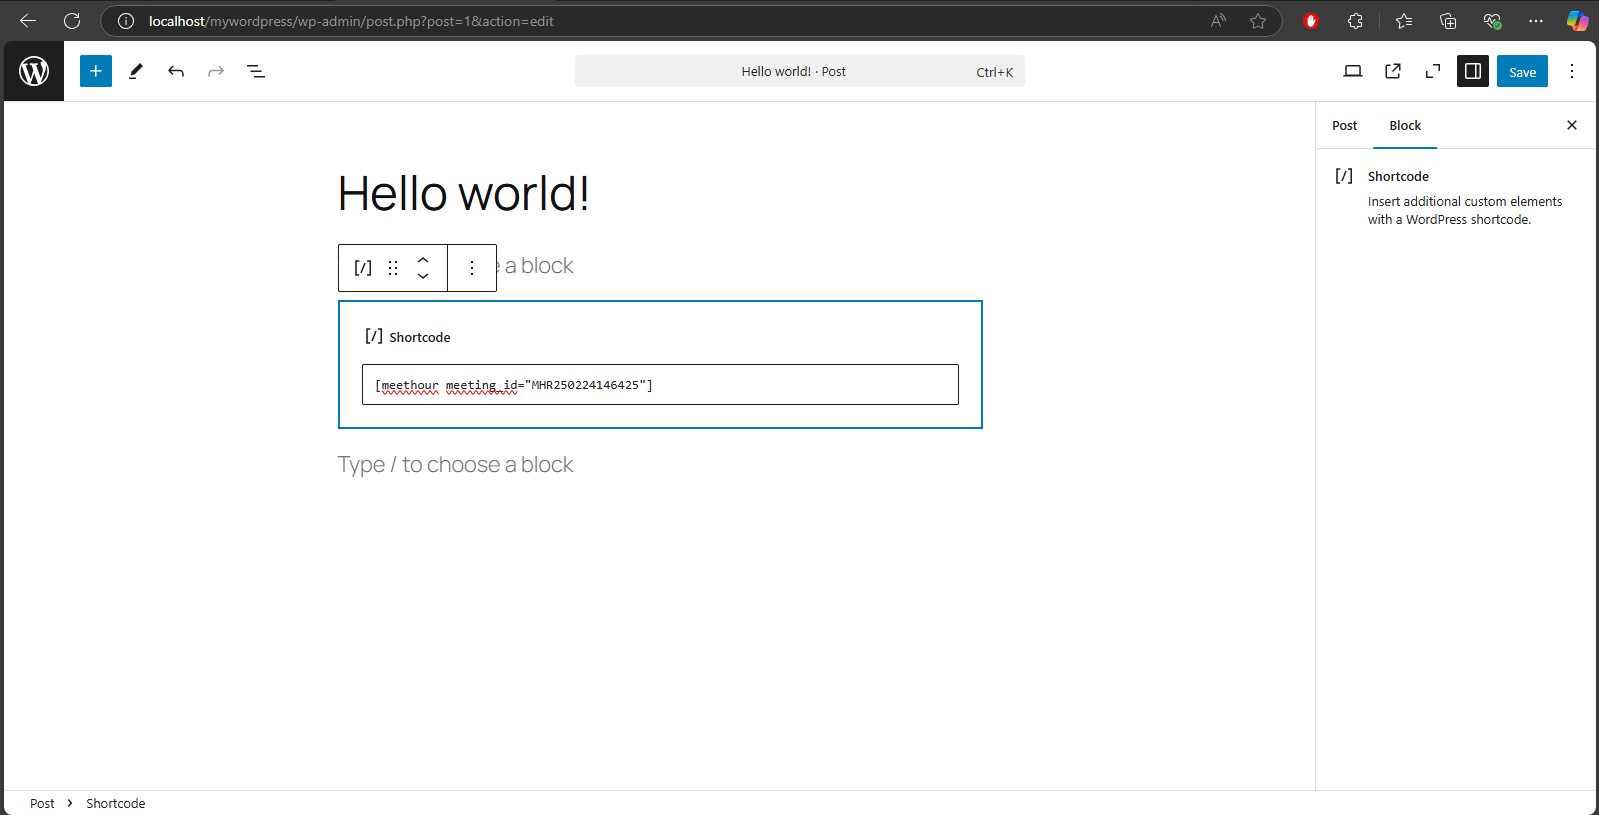 localhost/mywordpress/wp-admin/post.php?post=1&action=edit
Hello world! · Post Ctrl+K
Save
Post Block
Shortcode
Insert additional custom elements
with a WordPress shortcode.
Hello world!
a block
[/] Shortcode
[meethour meeting_id="MHR250224146425"]
Type / to choose a block
Post > Shortcode